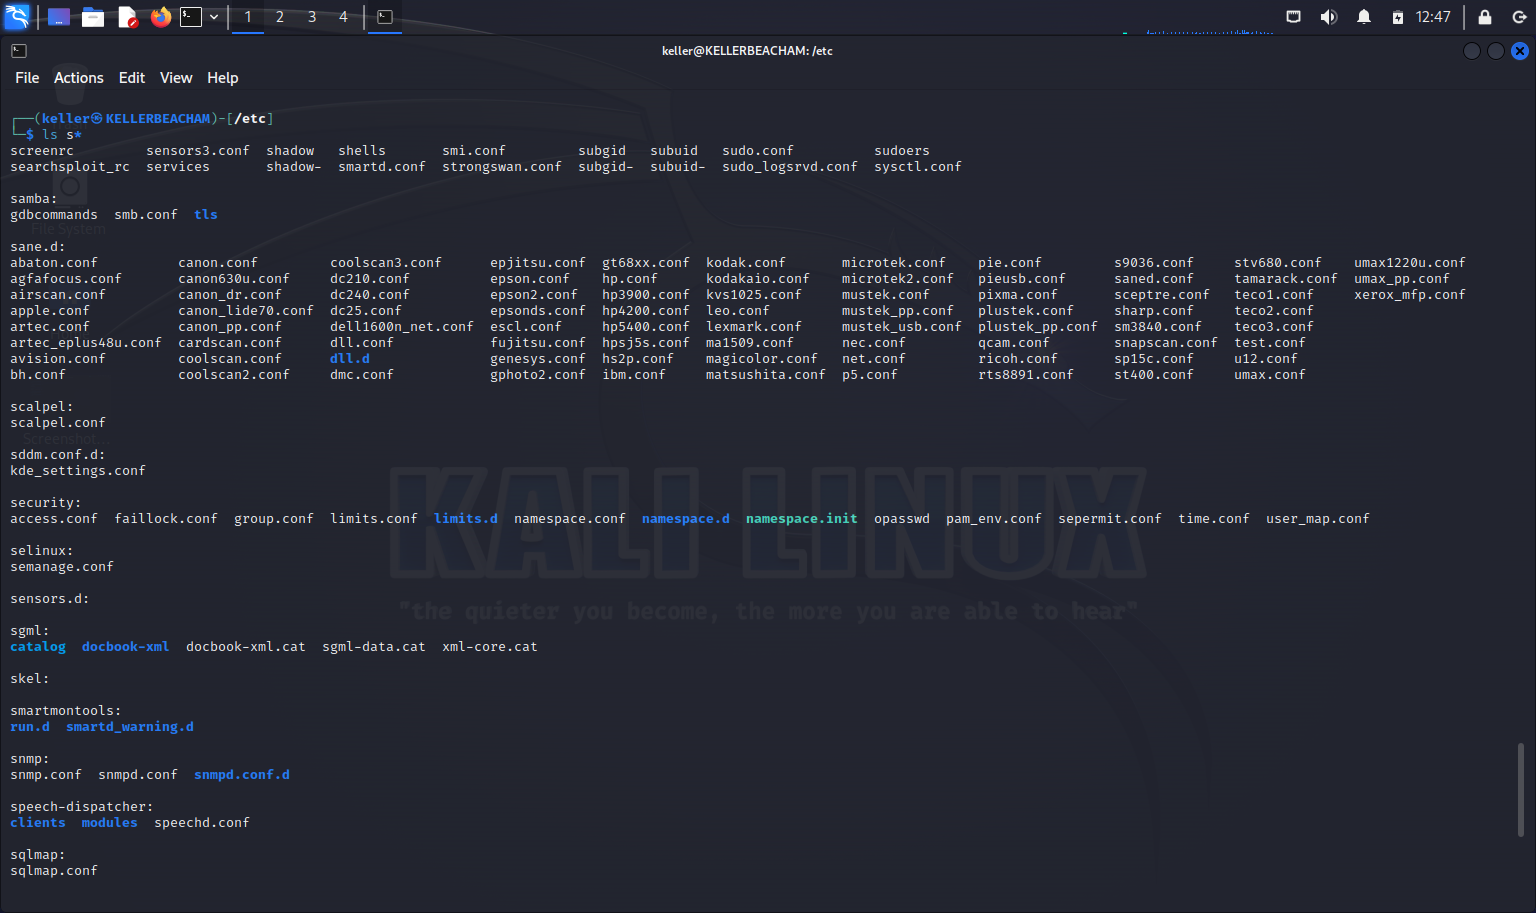 1 2 3 4 12:47
keller@KELLERBEACHAM: /etc
File Actions Edit View Help
┌──(keller㉿KELLERBEACHAM)-[/etc]
└─$ ls s*
screenrc sensors3.conf shadow shells smi.conf subgid subuid sudo.conf sudoers
searchsploit_rc services shadow- smartd.conf strongswan.conf subgid- subuid- sudo_logsrvd.conf sysctl.conf
samba:
gdbcommands smb.conf tls
File System
sane.d:
abaton.conf canon.conf coolscan3.conf epjitsu.conf gt68xx.conf kodak.conf microtek.conf pie.conf s9036.conf stv680.conf umax1220u.conf
agfafocus.conf canon630u.conf dc210.conf epson.conf hp.conf kodakaio.conf microtek2.conf pieusb.conf saned.conf tamarack.conf umax_pp.conf
airscan.conf canon_dr.conf dc240.conf epson2.conf hp3900.conf kvs1025.conf mustek.conf pixma.conf sceptre.conf teco1.conf xerox_mfp.conf
apple.conf canon_lide70.conf dc25.conf epsonds.conf hp4200.conf leo.conf mustek_pp.conf plustek.conf sharp.conf teco2.conf
artec.conf canon_pp.conf dell1600n_net.conf escl.conf hp5400.conf lexmark.conf mustek_usb.conf plustek_pp.conf sm3840.conf teco3.conf
artec_eplus48u.conf cardscan.conf dll.conf fujitsu.conf hpsj5s.conf ma1509.conf nec.conf qcam.conf snapscan.conf test.conf
avision.conf coolscan.conf dll.d genesys.conf hs2p.conf magicolor.conf net.conf ricoh.conf sp15c.conf u12.conf
bh.conf coolscan2.conf dmc.conf gphoto2.conf ibm.conf matsushita.conf p5.conf rts8891.conf st400.conf umax.conf
scalpel:
scalpel.conf
Screenshot...
sddm.conf.d:
kde_settings.conf
security:
access.conf faillock.conf group.conf limits.conf limits.d namespace.conf namespace.d namespace.init opasswd pam_env.conf sepermit.conf time.conf user_map.conf
KALI LINUX
selinux:
semanage.conf
sensors.d:
"the quieter you become, the more you are able to hear"
sgml:
catalog docbook-xml docbook-xml.cat sgml-data.cat xml-core.cat
skel:
smartmontools:
run.d smartd_warning.d
snmp:
snmp.conf snmpd.conf snmpd.conf.d
speech-dispatcher:
clients modules speechd.conf
sqlmap:
sqlmap.conf